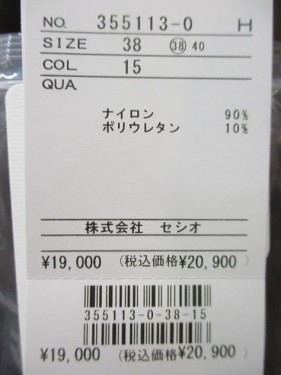 NO. 355113-0 H
SIZE 38 ㊳ 40
COL 15
QUA.
ナイロン 90%
ポリウレタン 10%
株式会社 セシオ
¥19,000 (税込価格¥20,900 )
355113-0-38-15
¥19,000 (税込価格¥20,900 )